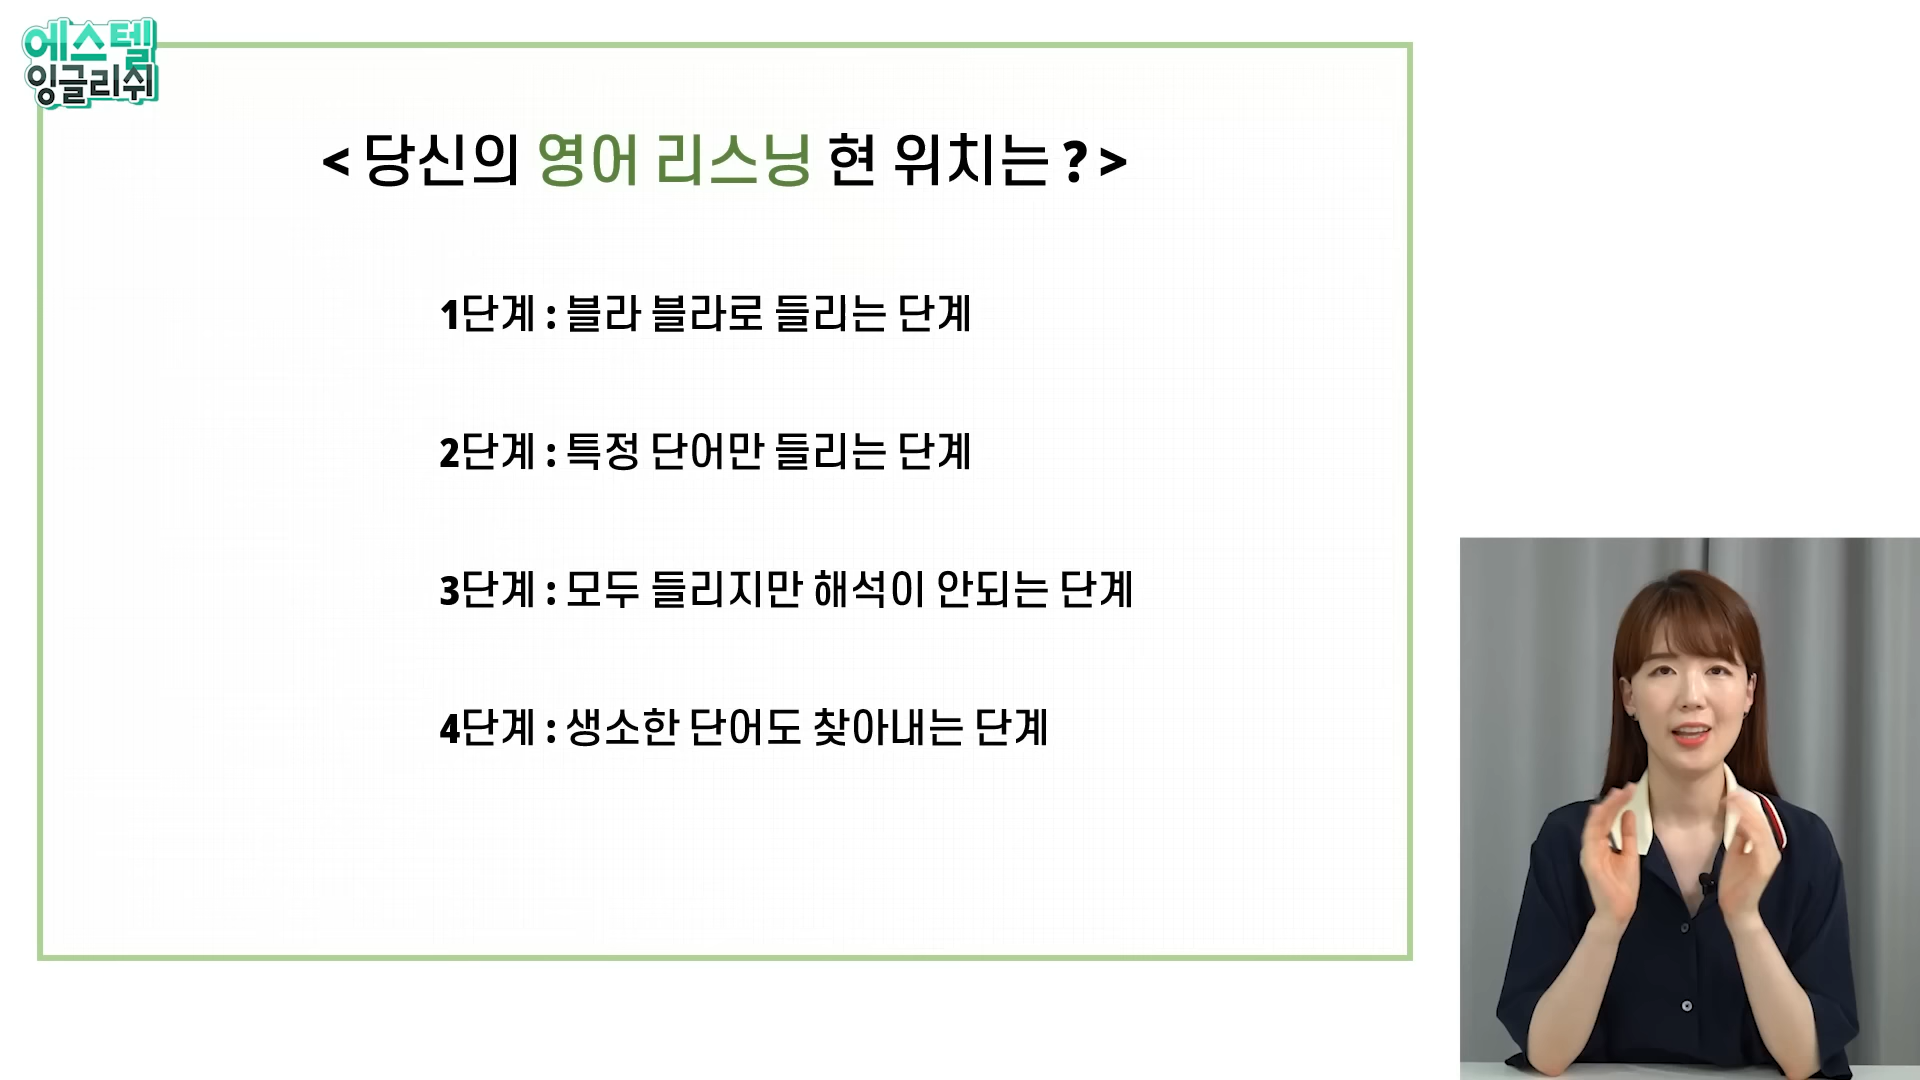 에스텔
잉글리쉬
< 당신의 영어 리스닝 현 위치는 ? >
1단계 : 블라 블라로 들리는 단계
2단계 : 특정 단어만 들리는 단계
3단계 : 모두 들리지만 해석이 안되는 단계
4단계 : 생소한 단어도 찾아내는 단계